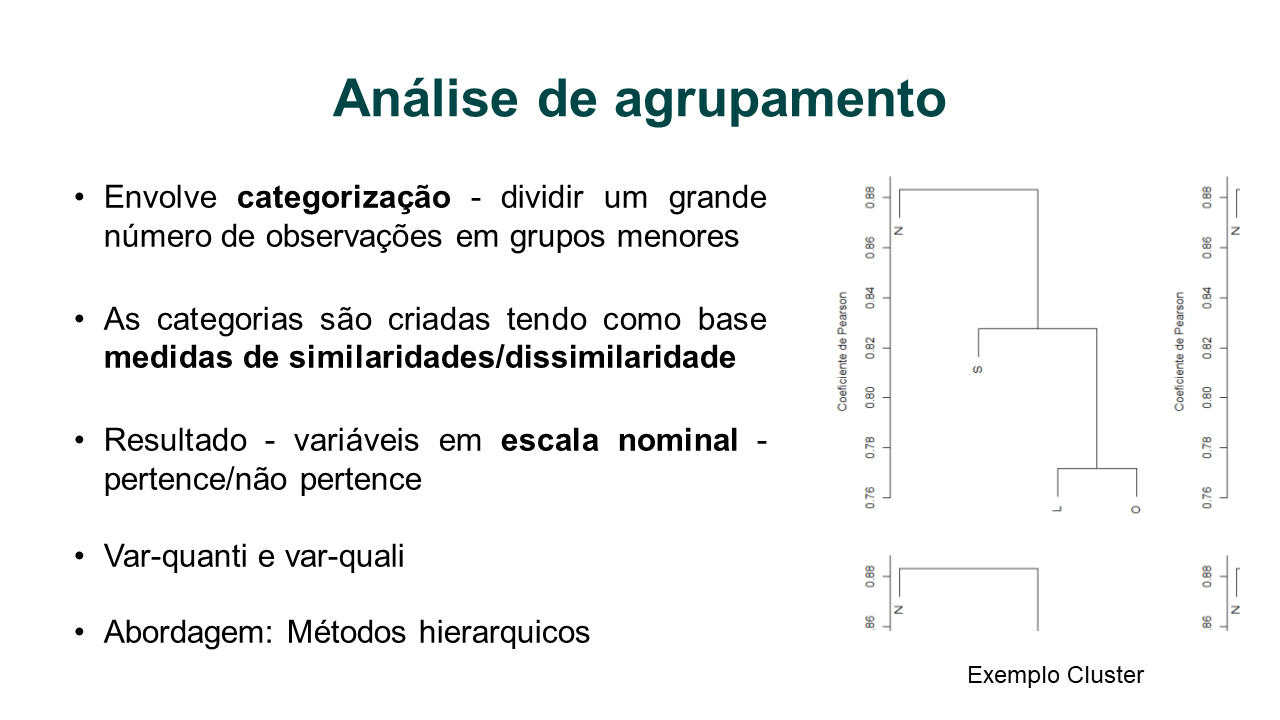 Análise de agrupamento
• Envolve categorização - dividir um grande
número de observações em grupos menores
• As categorias são criadas tendo como base
medidas de similaridades/dissimilaridade
• Resultado - variáveis em escala nominal -
pertence/não pertence
• Var-quanti e var-quali
• Abordagem: Métodos hierarquicos
Coeficiente de Pearson
0.88
0.86
0.84
0.82
0.80
0.78
0.76
N
S
L
O
Coeficiente de Pearson
0.88
0.86
0.84
0.82
0.80
0.78
0.76
N
0.88
.86
N
0.88
.86
N
Exemplo Cluster